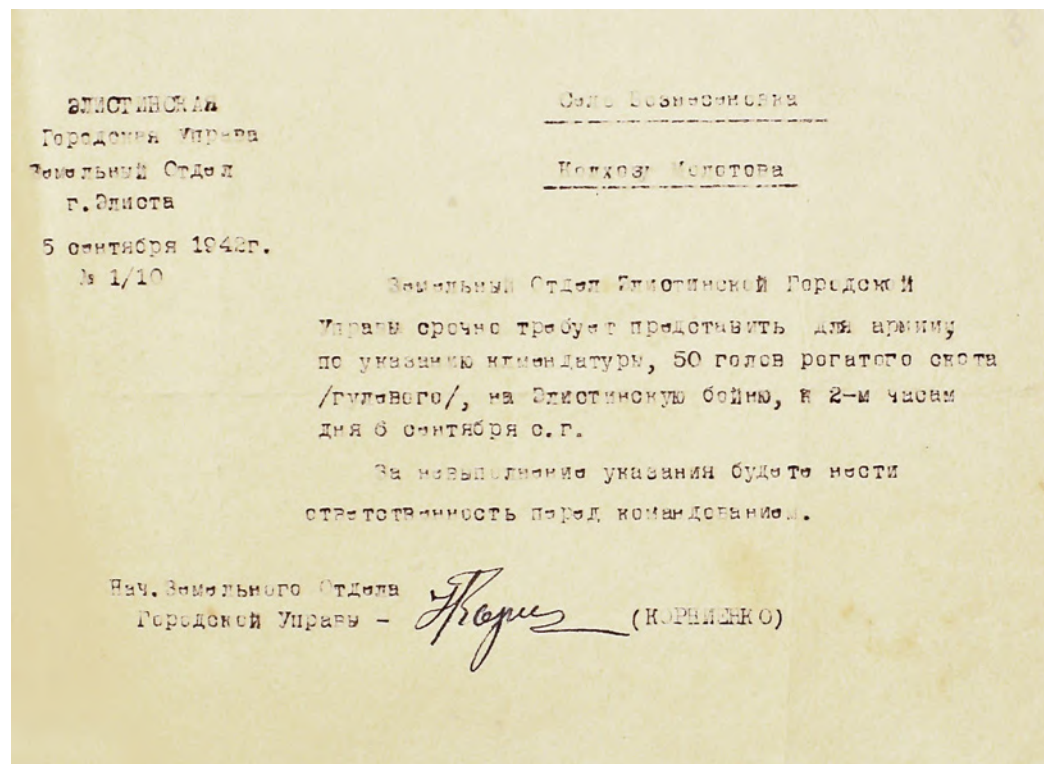 ЭЛИСТИНСКАЯ
Городская Управа
Земельный Отдел
г.Элиста
5 сентября 1942г.
№ 1/10
Село Вознесеновка
Колхозу Молотова
Земельный Отдел Элистинской Городской
Управы срочно требует представить для армии,
по указанию комендатуры, 50 голов рогатого скота
/гулевого/, на Элистинскую бойню, к 2-м часам
дня 6 сентября с.г.
За невыполнение указания будете нести
ответственность перед командованием.
Нач.Земельного Отдела
Городской Управы - (КОРНИЕНКО)